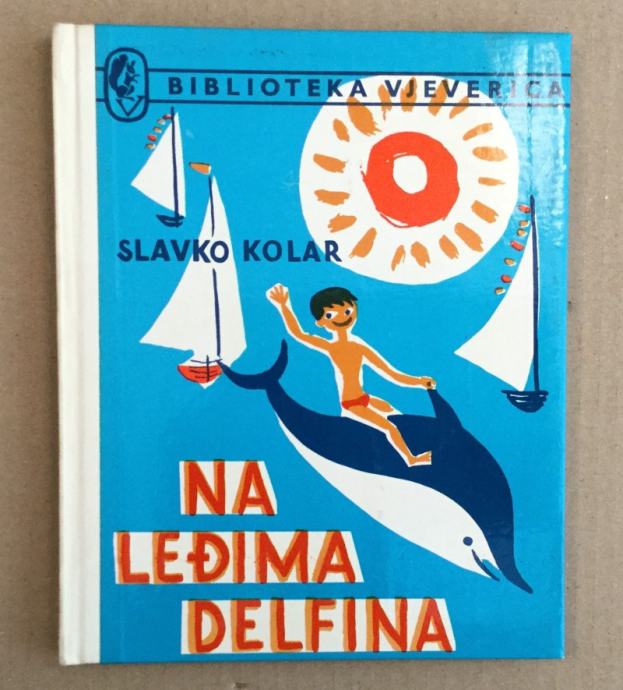 BIBLIOTEKA VJEVERICA
SLAVKO KOLAR
NA
LEĐIMA
DELFINA